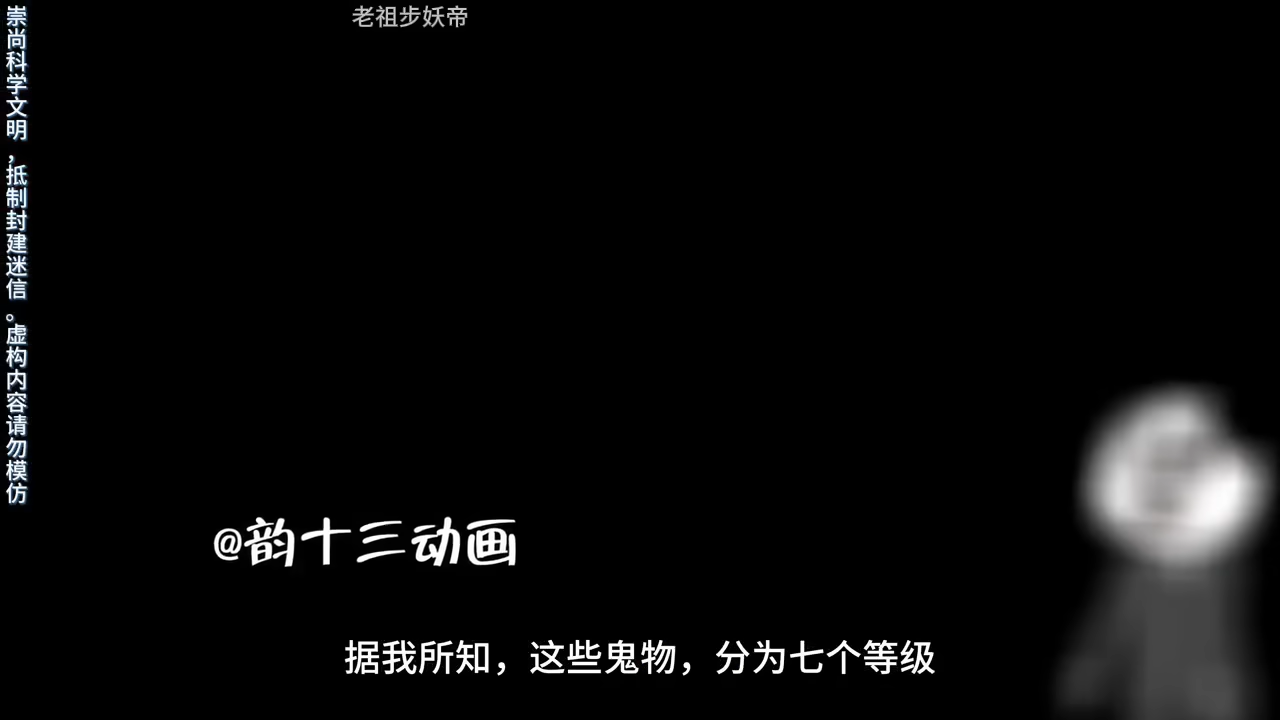 老祖步妖帝
崇尚科学文明，抵制封建迷信。虚构内容请勿模仿
@韵十三动画
据我所知，这些鬼物，分为七个等级